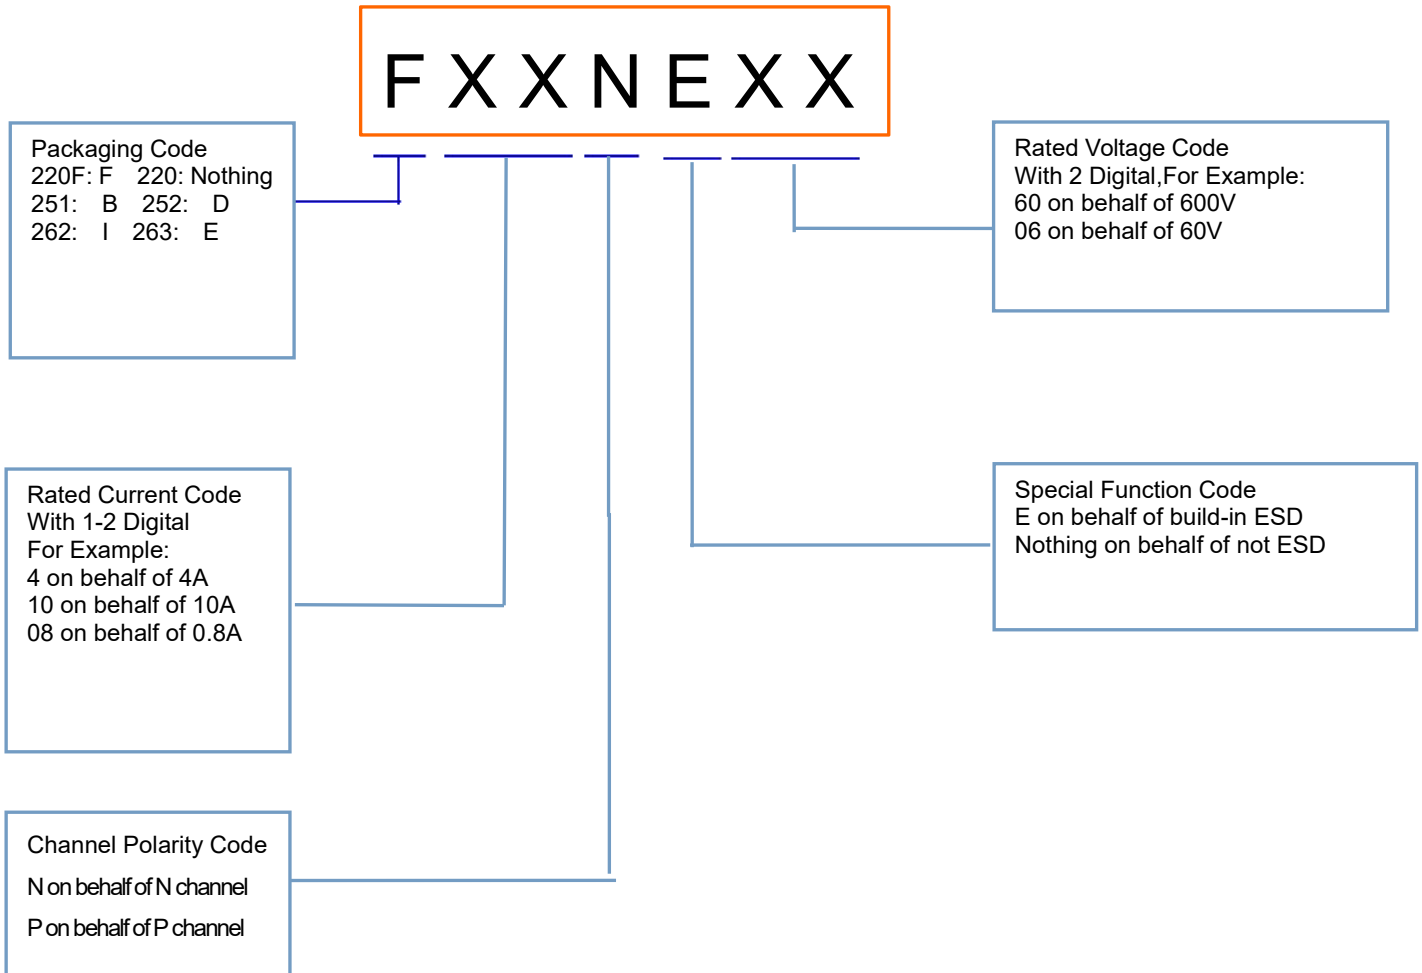 F X X N E X X
Packaging Code
220F: F 220: Nothing
251: B 252: D
262: I 263: E
Rated Voltage Code
With 2 Digital,For Example:
60 on behalf of 600V
06 on behalf of 60V
Rated Current Code
With 1-2 Digital
For Example:
4 on behalf of 4A
10 on behalf of 10A
08 on behalf of 0.8A
Special Function Code
E on behalf of build-in ESD
Nothing on behalf of not ESD
Channel Polarity Code
N on behalf of N channel
P on behalf of P channel